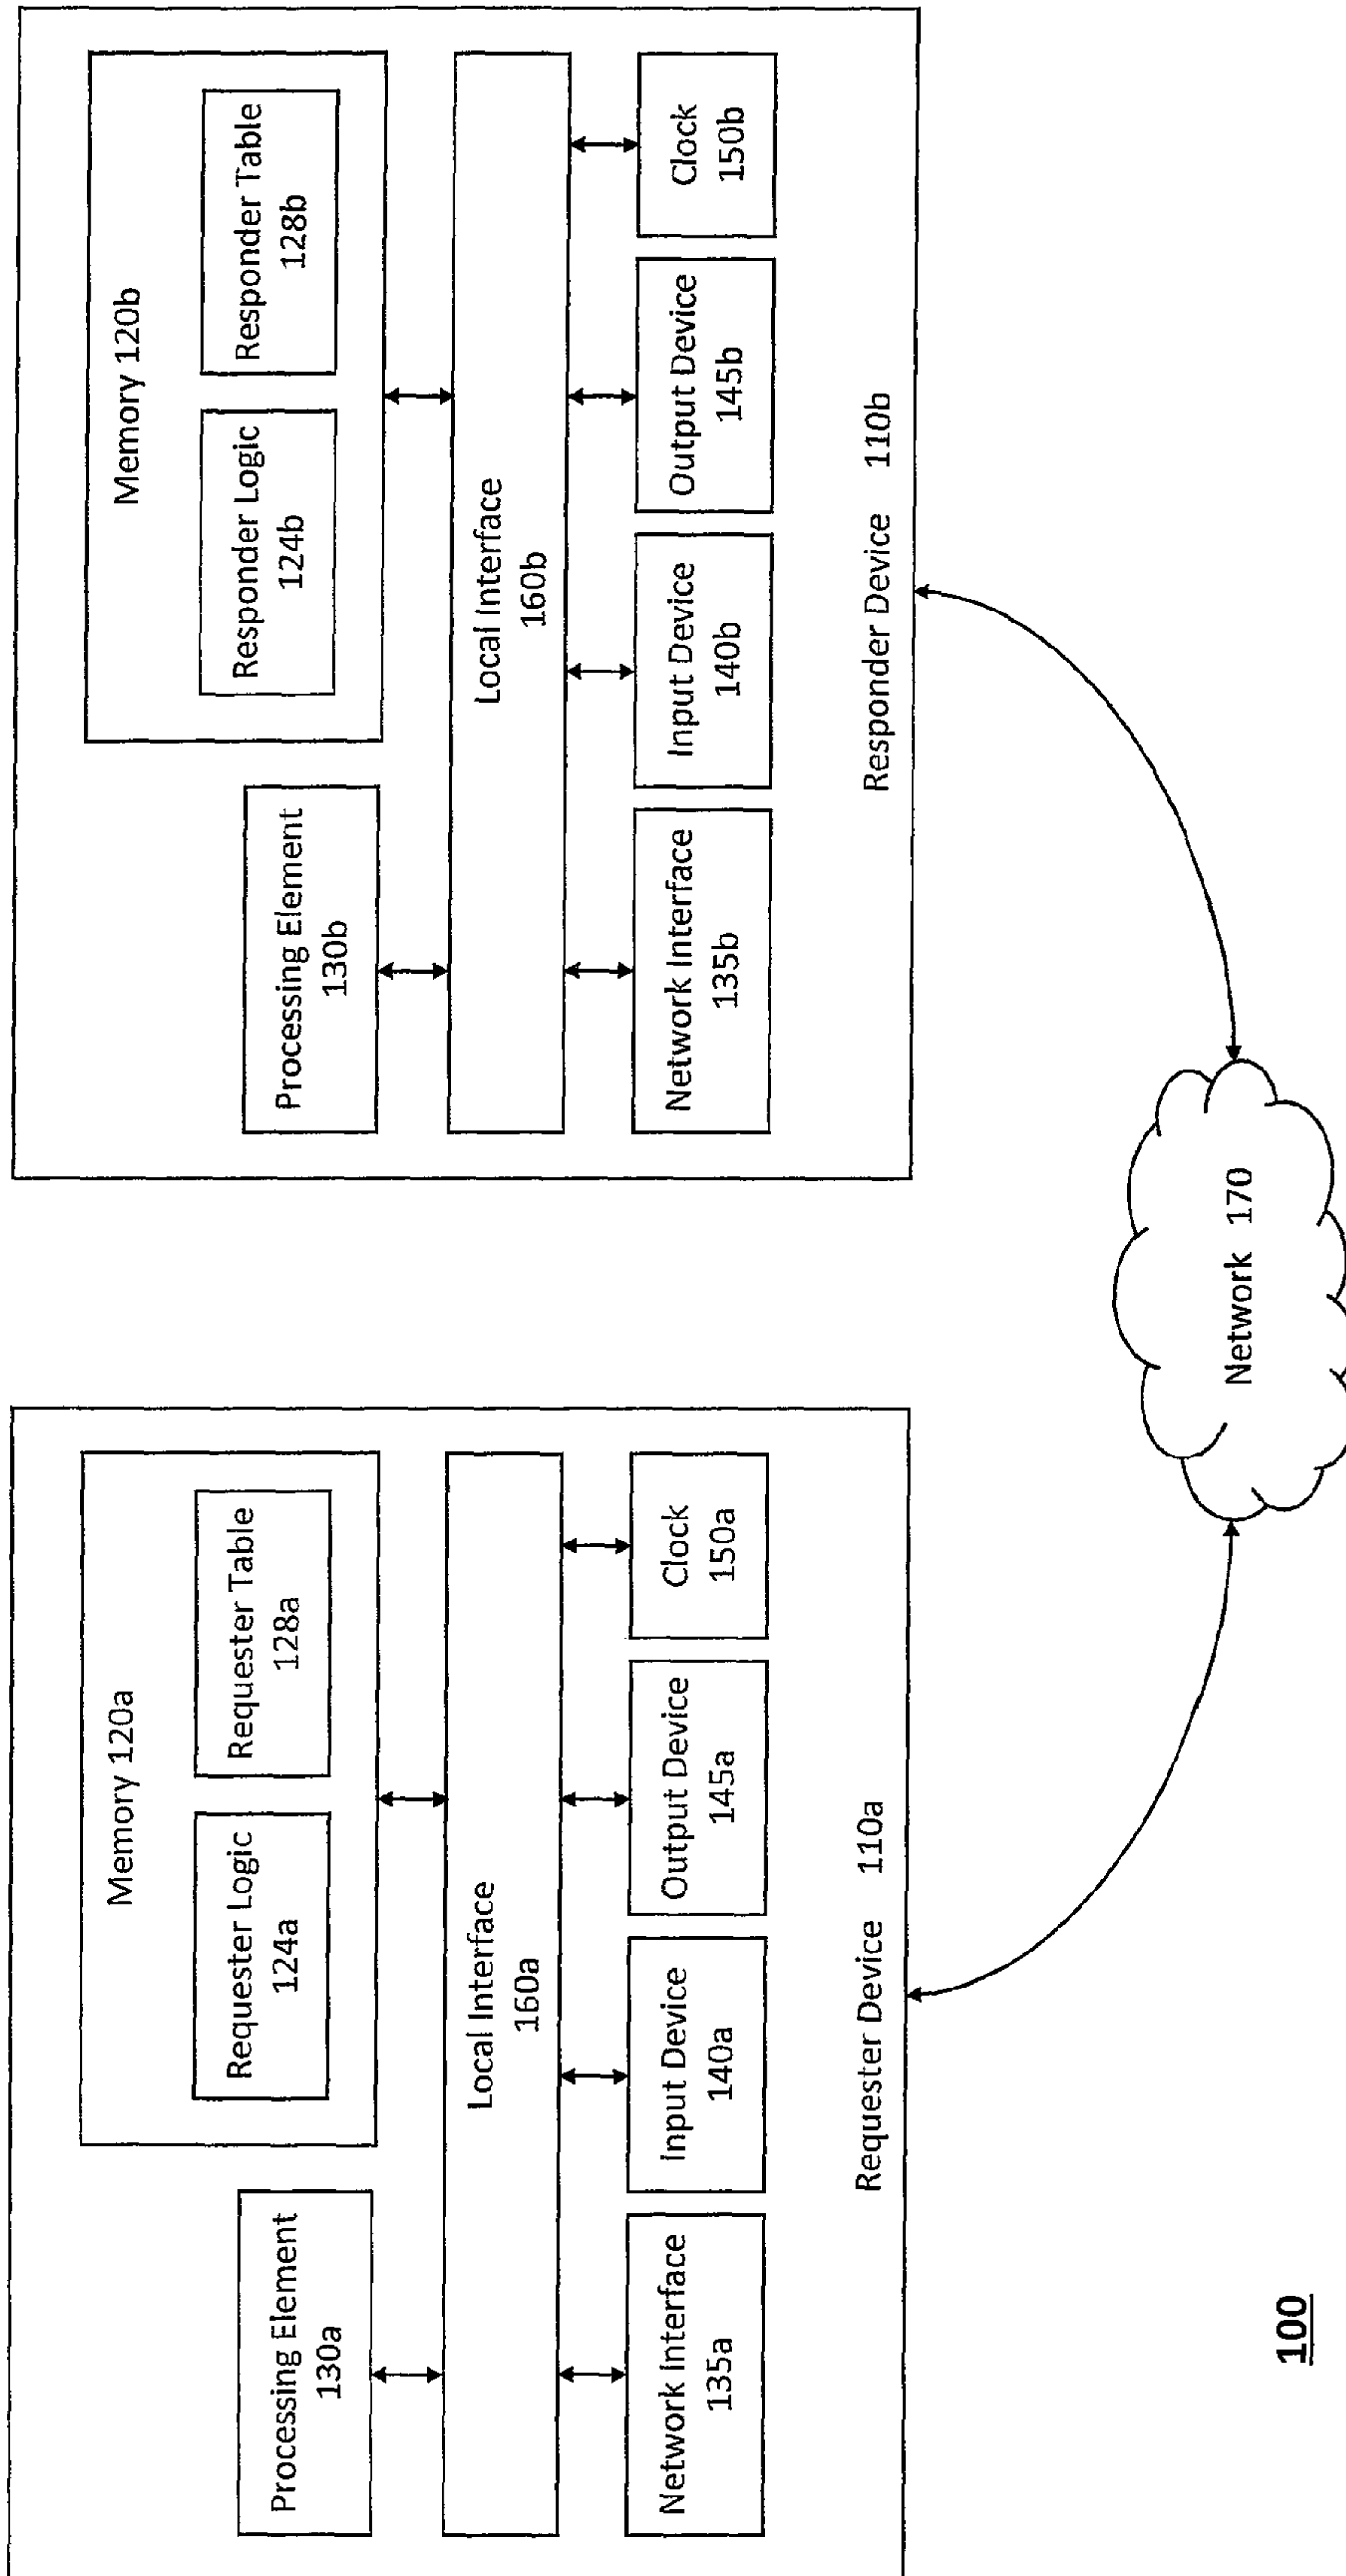 Memory 120a
Requester Logic
124a
Requester Table
128a
Processing Element
130a
Local Interface
160a
Network Interface
135a
Input Device
140a
Output Device
145a
Clock
150a
Requester Device 110a
Memory 120b
Responder Logic
124b
Responder Table
128b
Processing Element
130b
Local Interface
160b
Network Interface
135b
Input Device
140b
Output Device
145b
Clock
150b
Responder Device 110b
Network 170
100